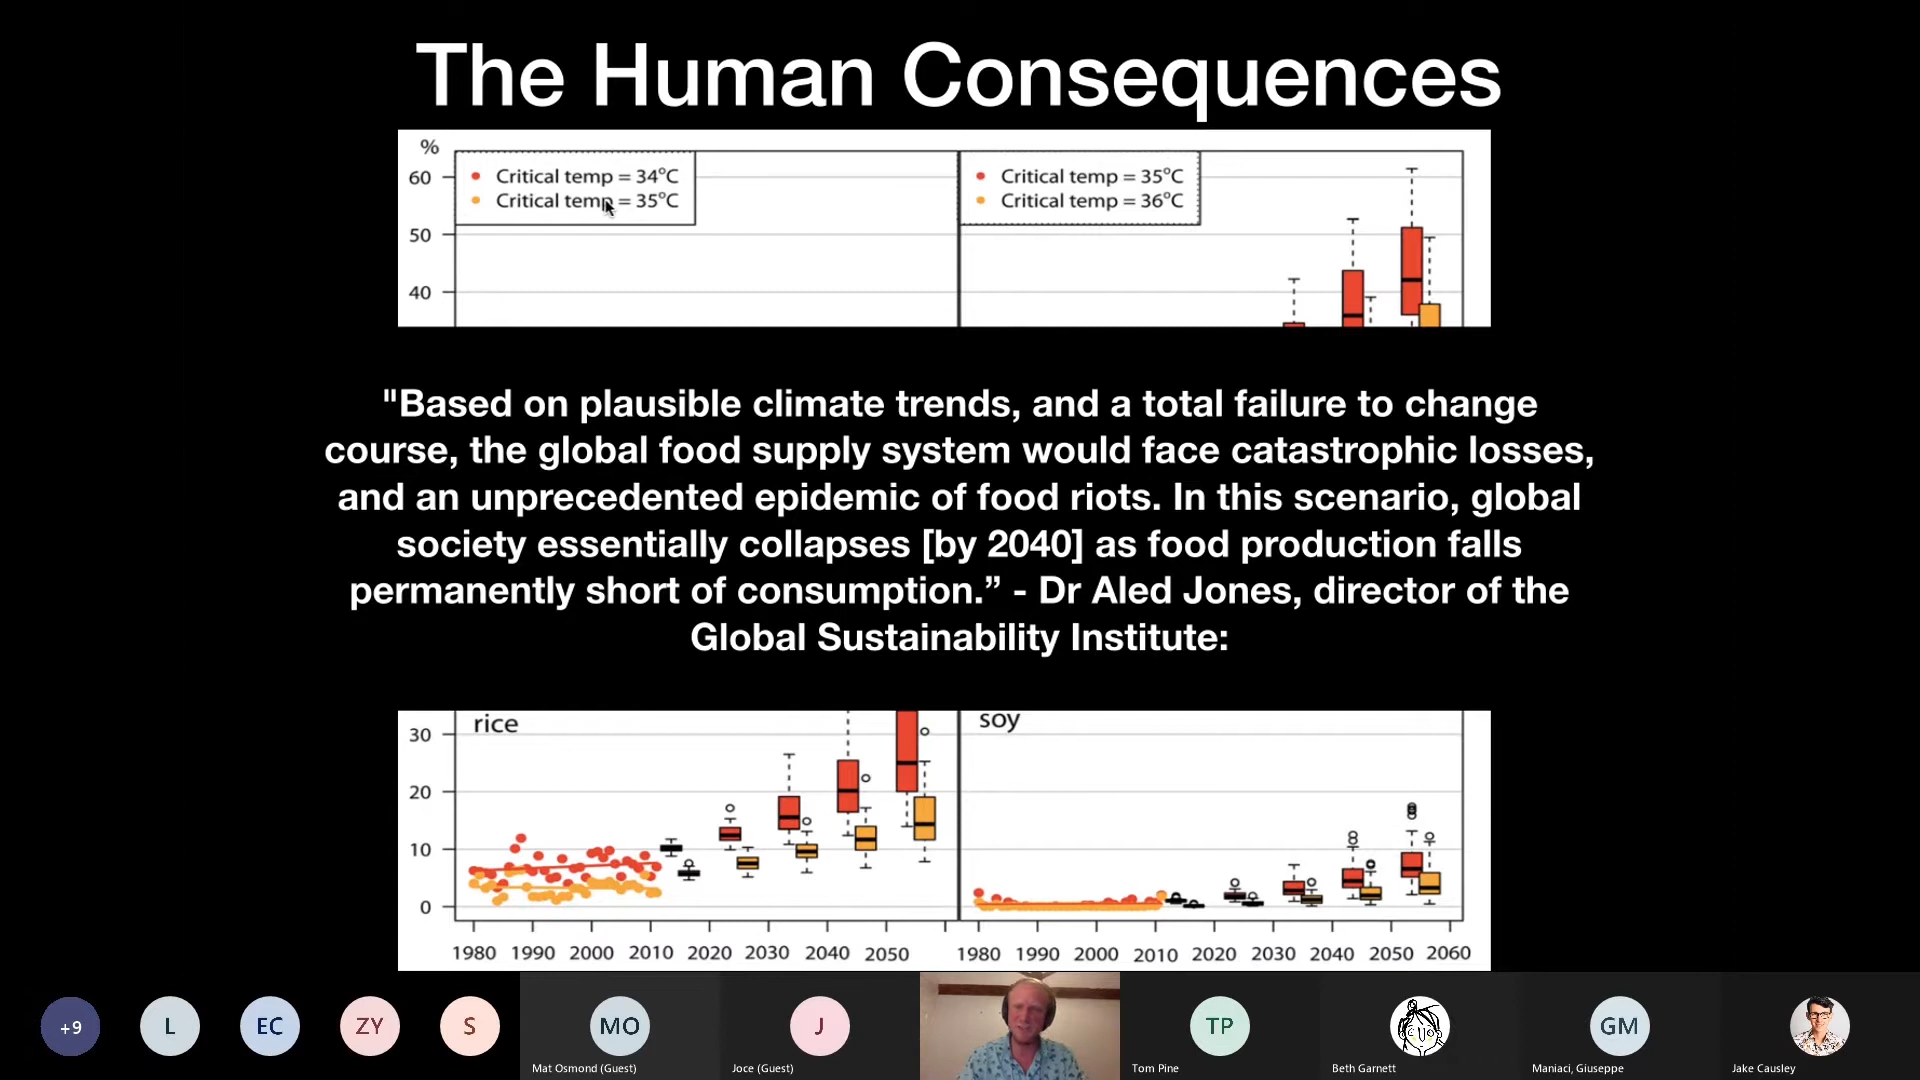 The Human Consequences
%
60
50
40
Critical temp = 34°C
Critical temp = 35°C
Critical temp = 35°C
Critical temp = 36°C
"Based on plausible climate trends, and a total failure to change
course, the global food supply system would face catastrophic losses,
and an unprecedented epidemic of food riots. In this scenario, global
society essentially collapses [by 2040] as food production falls
permanently short of consumption.” - Dr Aled Jones, director of the
Global Sustainability Institute:
rice
soy
30
20
10
0
1980 1990 2000 2010 2020 2030 2040 2050
1980 1990 2000 2010 2020 2030 2040 2050 2060
+9
L
EC
ZY
S
MO
Mat Osmond (Guest)
J
Joce (Guest)
TP
Tom Pine
Beth Garnett
GM
Maniaci, Giuseppe
Jake Causley